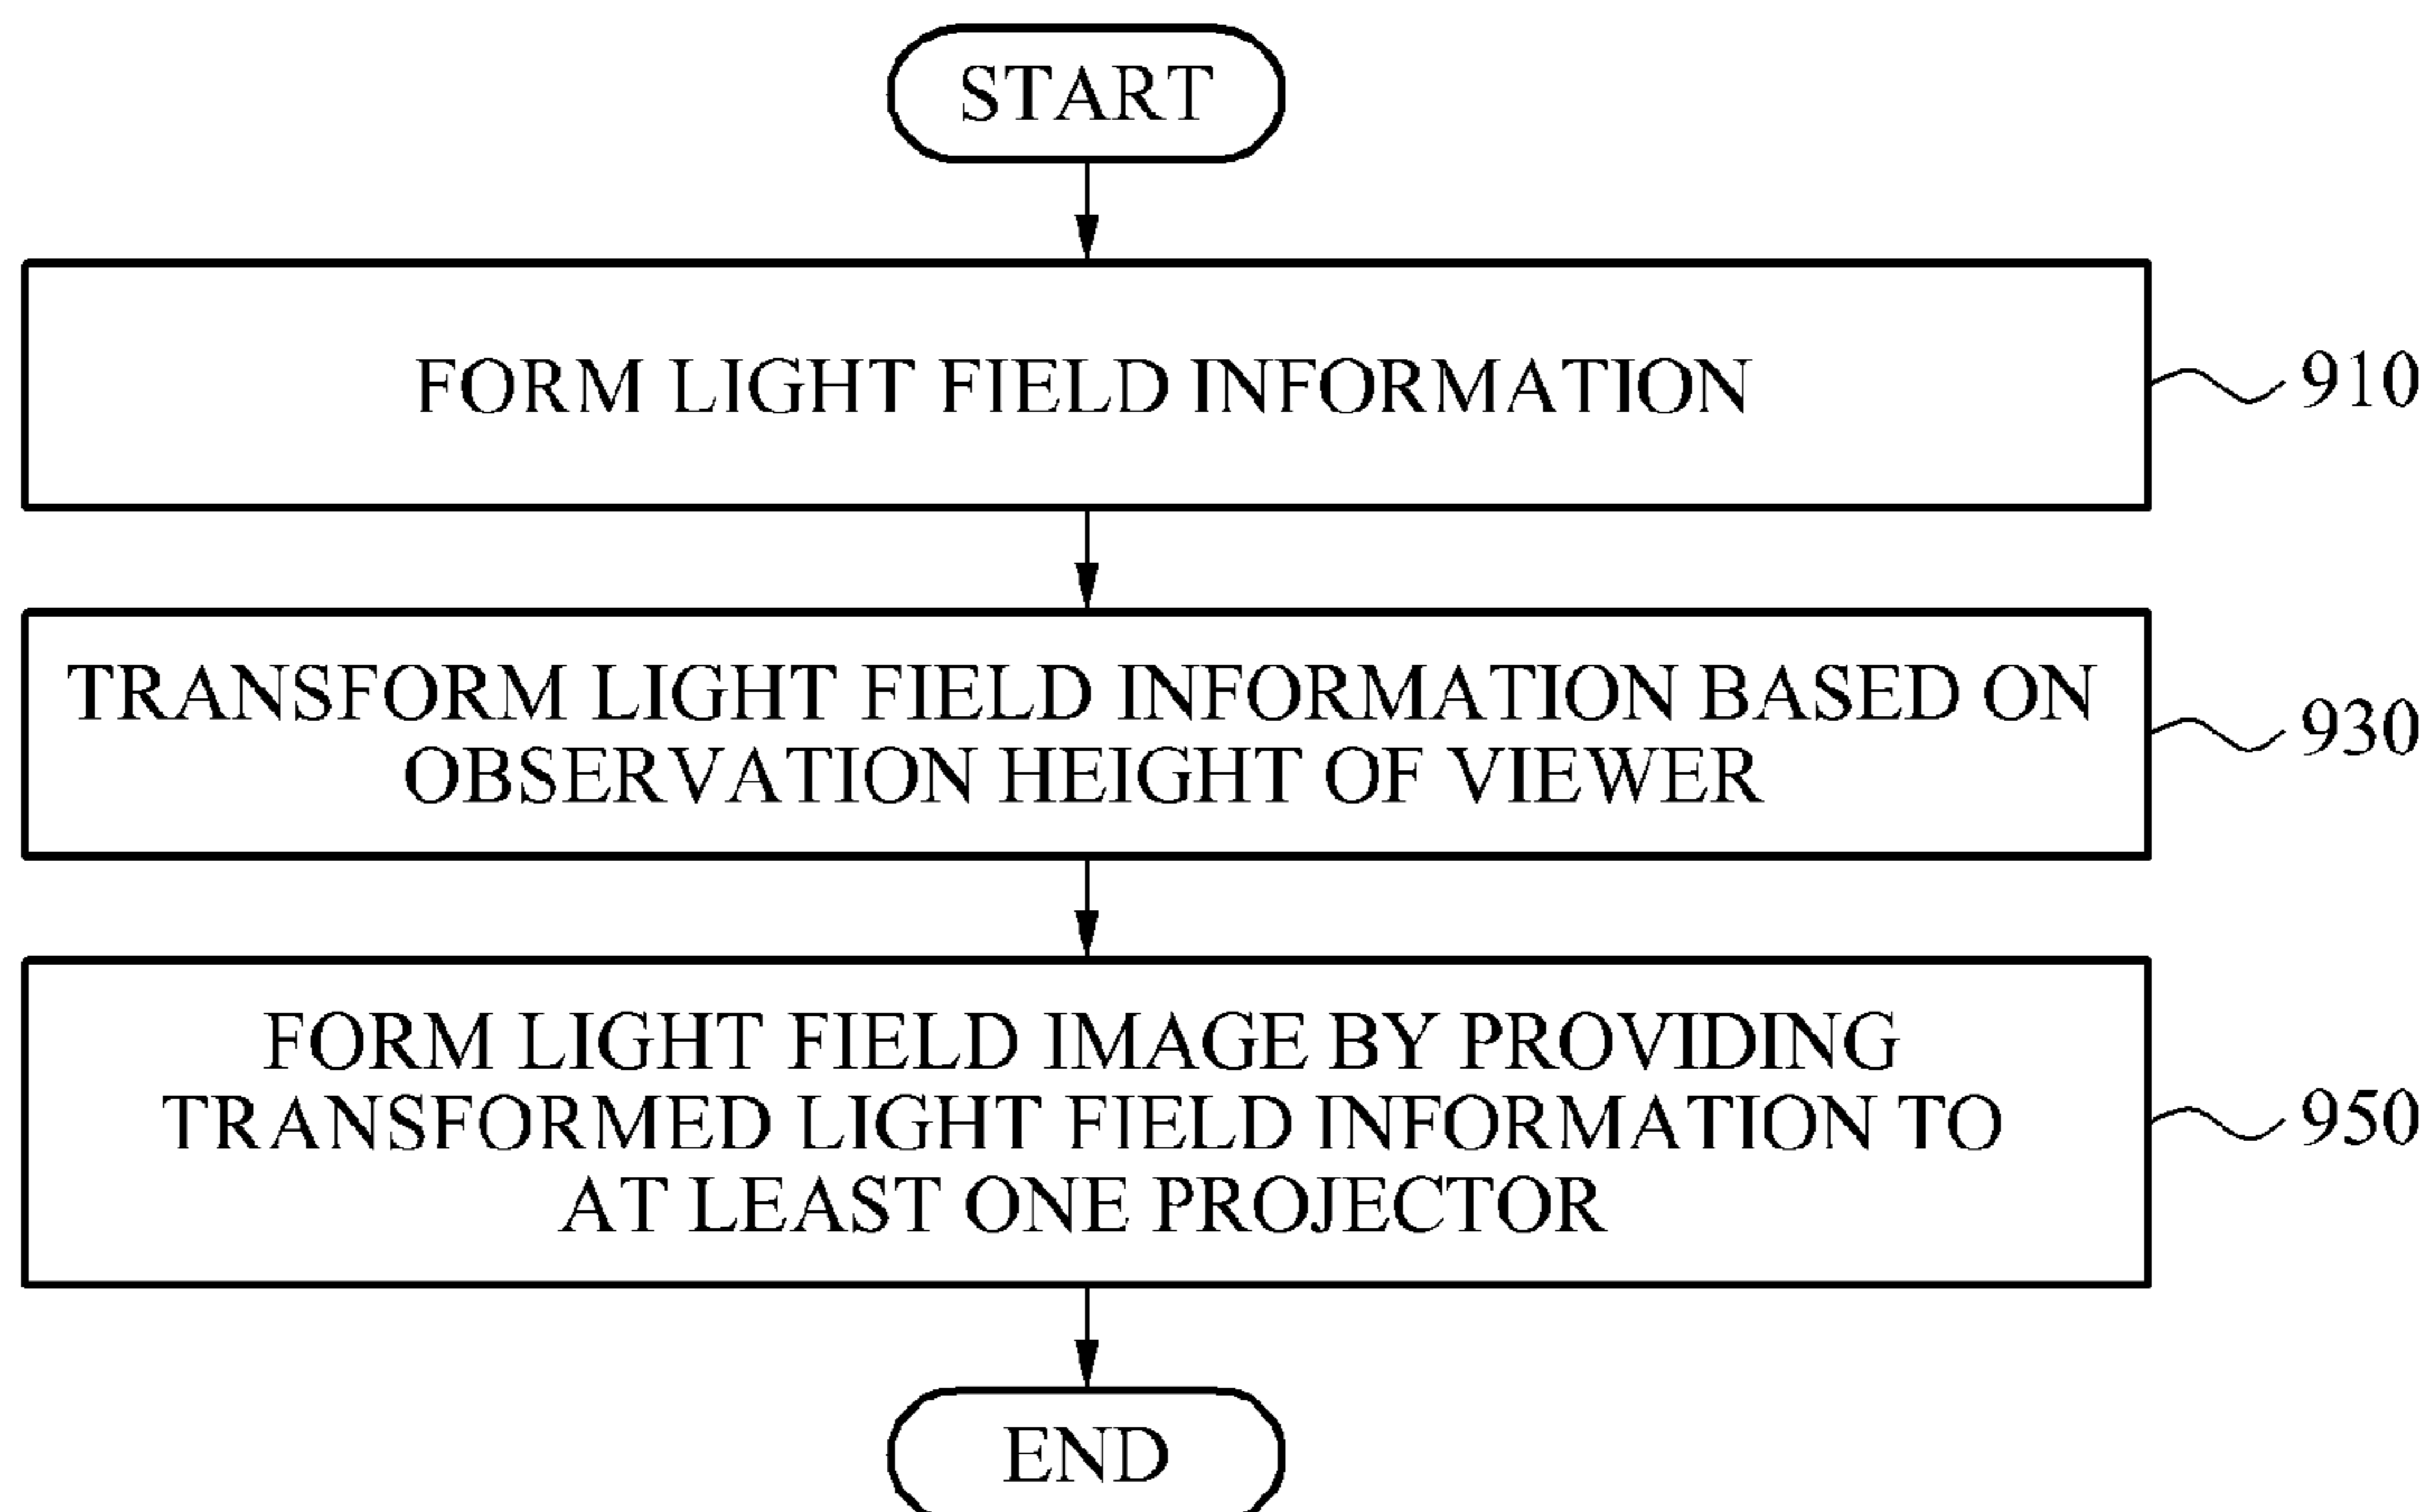 START
FORM LIGHT FIELD INFORMATION
910
TRANSFORM LIGHT FIELD INFORMATION BASED ON
OBSERVATION HEIGHT OF VIEWER
930
FORM LIGHT FIELD IMAGE BY PROVIDING
TRANSFORMED LIGHT FIELD INFORMATION TO
AT LEAST ONE PROJECTOR
950
END